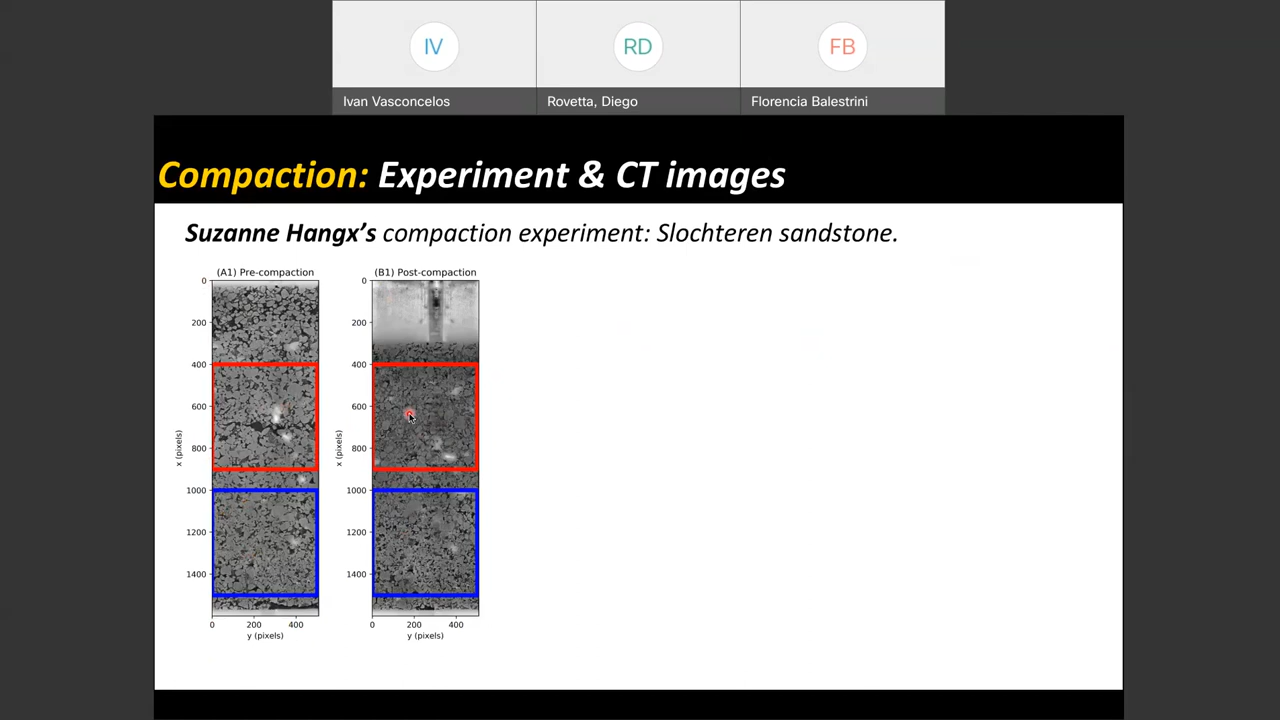 IV
RD
FB
Ivan Vasconcelos
Rovetta, Diego
Florencia Balestrini
Compaction: Experiment & CT images
Suzanne Hangx's compaction experiment: Slochteren sandstone.
(A1) Pre-compaction
0
200
400
600
800
1000
1200
1400
x (pixels)
0 200 400
y (pixels)
(B1) Post-compaction
0
200
400
600
800
1000
1200
1400
x (pixels)
0 200 400
y (pixels)